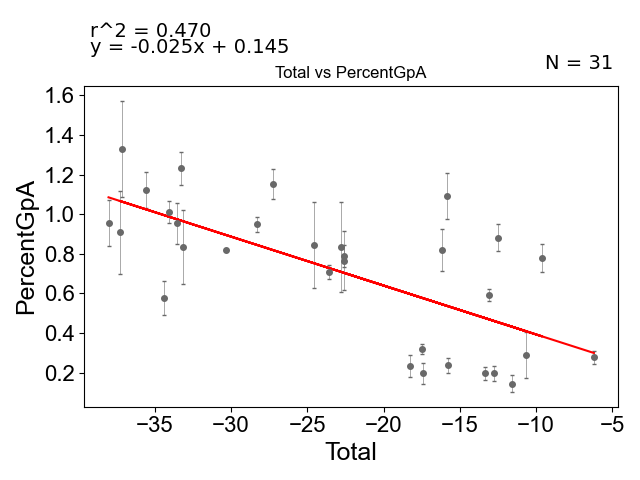 r^2 = 0.470
y = -0.025x + 0.145
N = 31
Total vs PercentGpA
PercentGpA
1.6
1.4
1.2
1.0
0.8
0.6
0.4
0.2
−35 −30 −25 −20 −15 −10 −5
Total